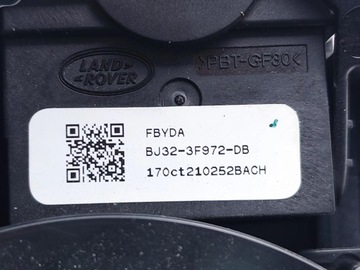 LAND ROVER
>PBT-GF30<
FBYDA
BJ32-3F972-DB
170ct210252BACH